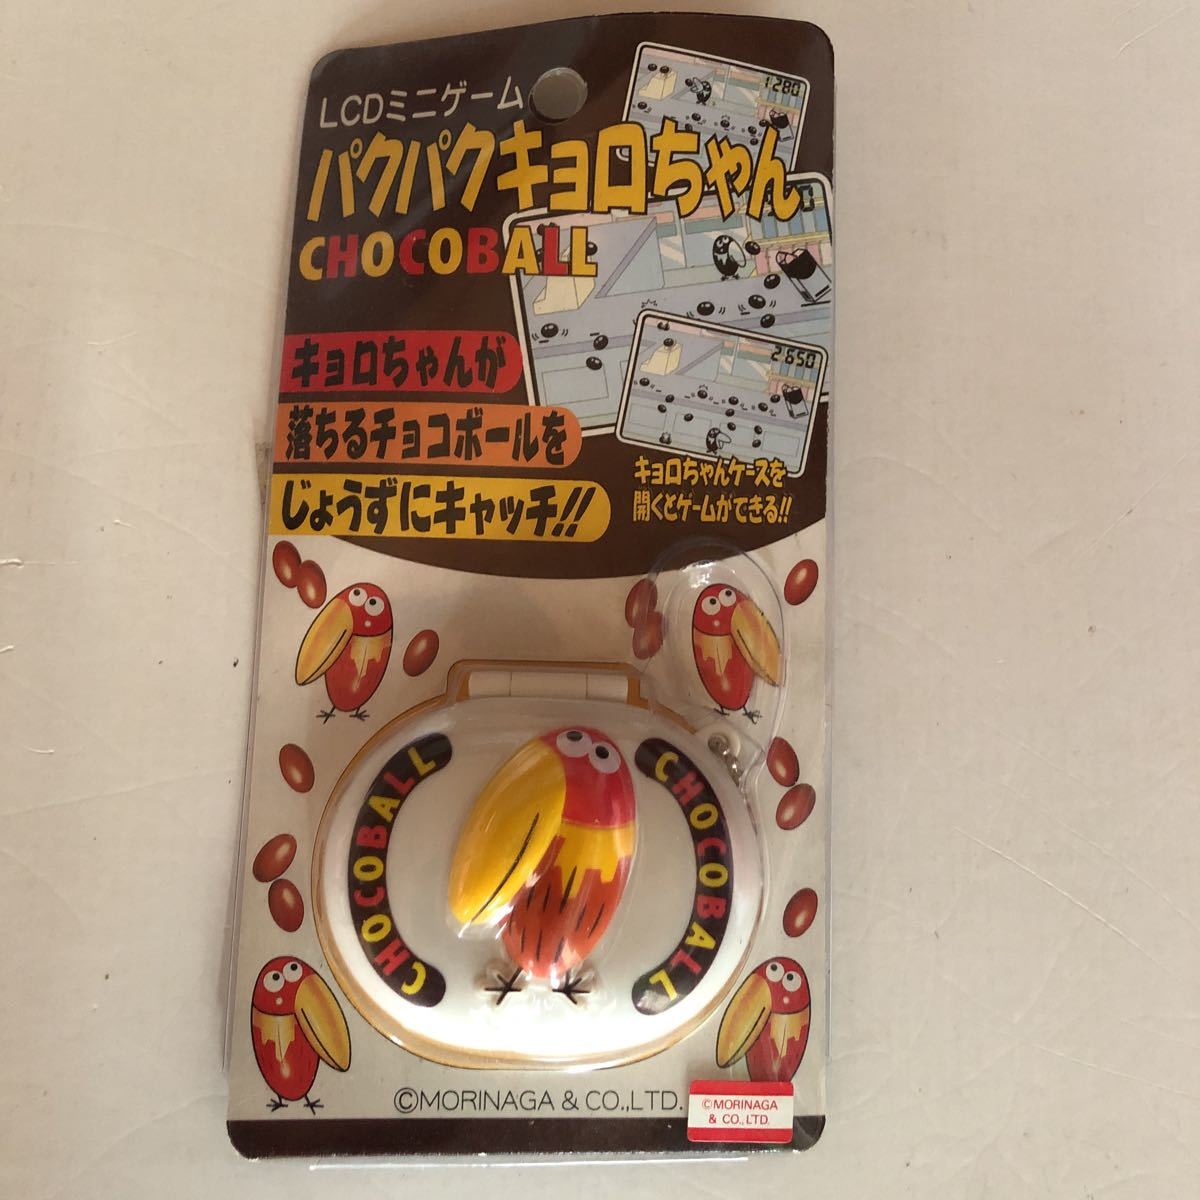 LCDミニゲーム
パクパクキョロちゃん
CHOCOBALL
1280
2650
キョロちゃんが
落ちるチョコボールを
じょうずにキャッチ!!
キョロちゃんケースを
開くとゲームができる!!
CHOCOBALL
CHOCOBALL
©MORINAGA & CO.,LTD.
©MORINAGA
& CO.,LTD.